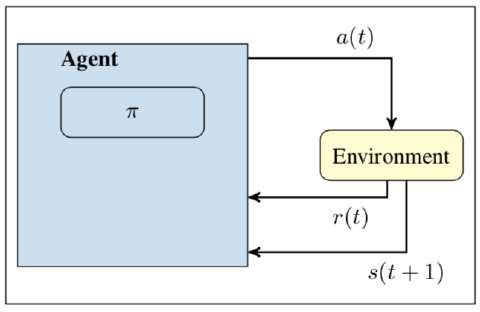 a(t)
Agent
π
Environment
r(t)
s(t + 1)